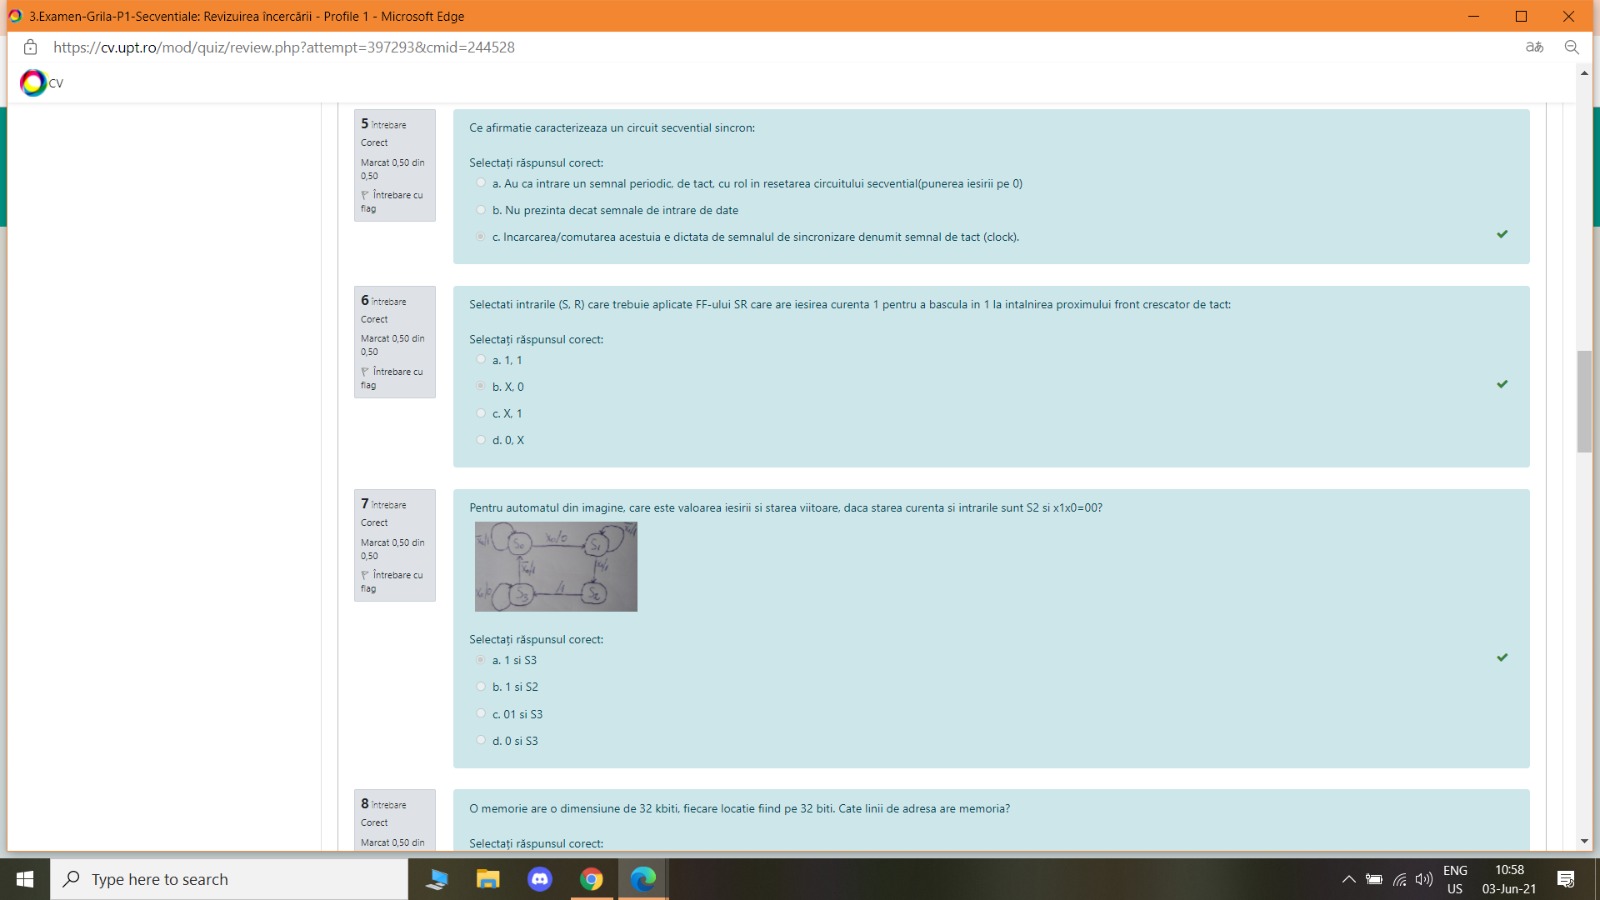 3.Examen-Grila-P1-Secventiale: Revizuirea încercării - Profile 1 - Microsoft Edge
https://cv.upt.ro/mod/quiz/review.php?attempt=397293&cmid=244528
aあ
CV
5 întrebare
Corect
Marcat 0,50 din
0,50
Întrebare cu
flag
Ce afirmatie caracterizeaza un circuit secvential sincron:
Selectați răspunsul corect:
a. Au ca intrare un semnal periodic, de tact, cu rol in resetarea circuitului secvential(punerea iesirii pe 0)
b. Nu prezinta decat semnale de intrare de date
c. Incarcarea/comutarea acestuia e dictata de semnalul de sincronizare denumit semnal de tact (clock).
6 întrebare
Corect
Marcat 0,50 din
0,50
Întrebare cu
flag
Selectati intrarile (S, R) care trebuie aplicate FF-ului SR care are iesirea curenta 1 pentru a bascula in 1 la intalnirea proximului front crescator de tact:
Selectați răspunsul corect:
a. 1, 1
b. X, 0
c. X, 1
d. 0, X
7 întrebare
Corect
Marcat 0,50 din
0,50
Întrebare cu
flag
Pentru automatul din imagine, care este valoarea iesirii si starea viitoare, daca starea curenta si intrarile sunt S2 si x1x0=00?
S0
S1
S3
S2
Selectați răspunsul corect:
a. 1 si S3
b. 1 si S2
c. 01 si S3
d. 0 si S3
8 întrebare
Corect
Marcat 0,50 din
O memorie are o dimensiune de 32 kbiti, fiecare locatie fiind pe 32 biti. Cate linii de adresa are memoria?
Selectați răspunsul corect:
Type here to search
ENG
US
10:58
03-Jun-21